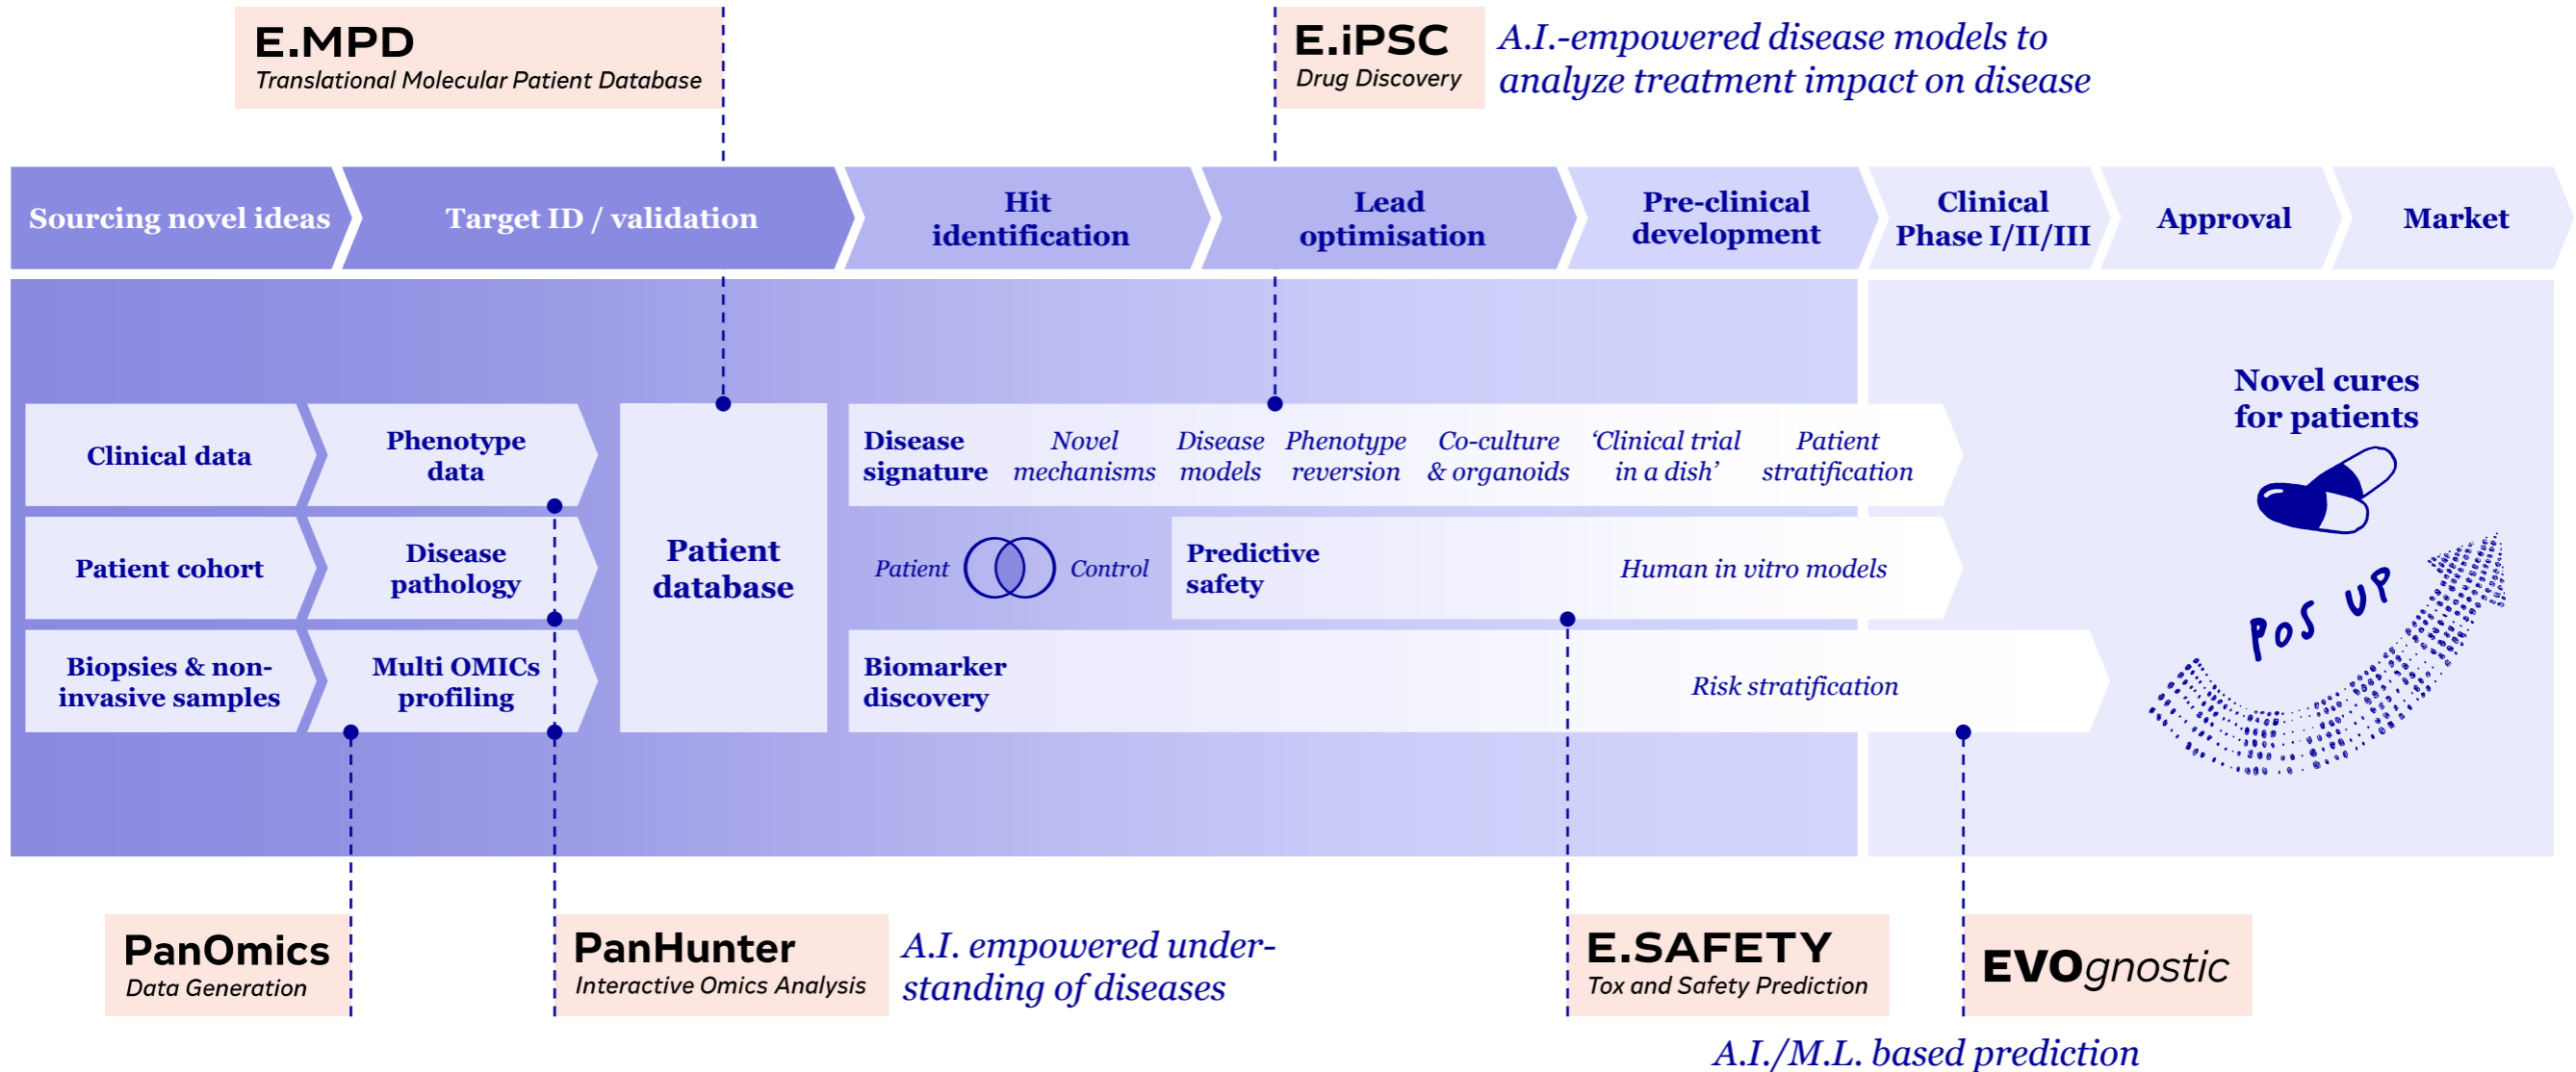 E.MPD
Translational Molecular Patient Database
E.iPSC
Drug Discovery
A.I.-empowered disease models to
analyze treatment impact on disease
Sourcing novel ideas
Target ID / validation
Hit
identification
Lead
optimisation
Pre-clinical
development
Clinical
Phase I/II/III
Approval
Market
Clinical data
Phenotype
data
Patient cohort
Disease
pathology
Biopsies & non-
invasive samples
Multi OMICs
profiling
Patient
database
Disease
signature
Novel
mechanisms
Disease
models
Phenotype
reversion
Co-culture
& organoids
‘Clinical trial
in a dish’
Patient
stratification
Patient
Control
Predictive
safety
Human in vitro models
Biomarker
discovery
Risk stratification
Novel cures
for patients
POS UP
PanOmics
Data Generation
PanHunter
Interactive Omics Analysis
A.I. empowered under-
standing of diseases
E.SAFETY
Tox and Safety Prediction
EVOgnostic
A.I./M.L. based prediction